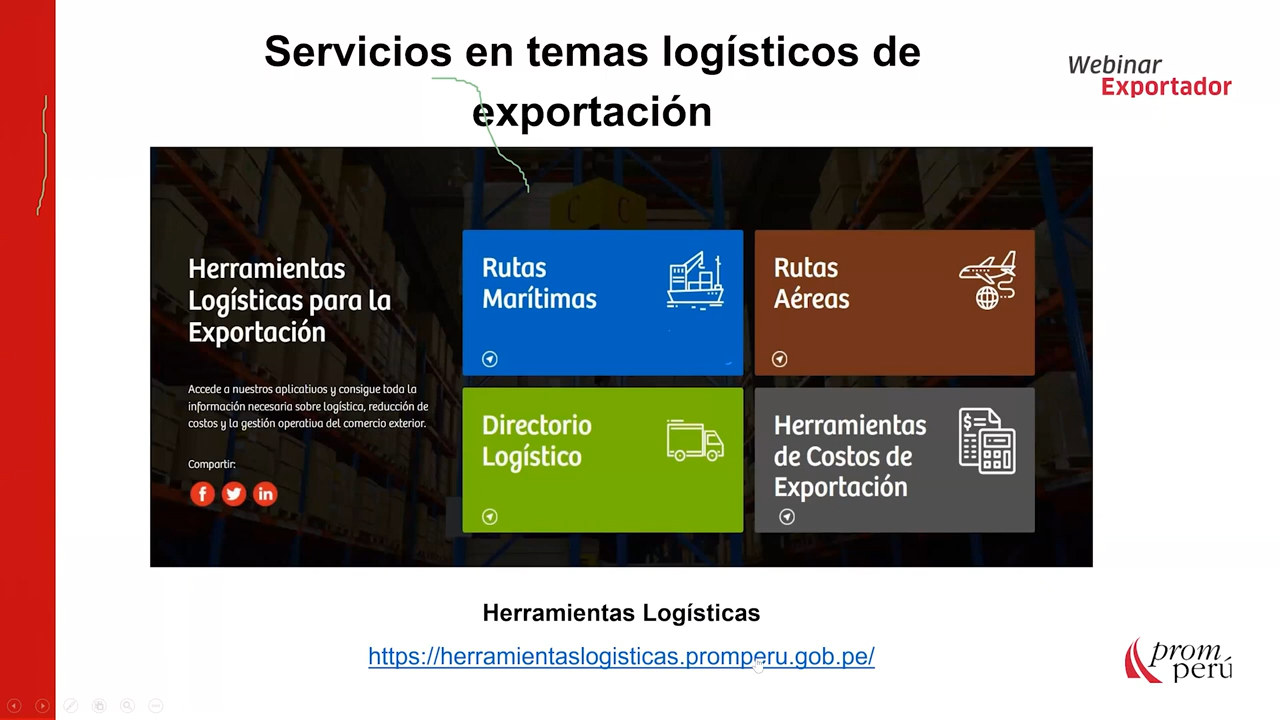 Servicios en temas logísticos de
exportación
Webinar
Exportador
Herramientas
Logísticas para la
Exportación
Accede a nuestros aplicativos y consigue toda la
información necesaria sobre logística, reducción de
costos y la gestión operativa del comercio exterior.
Compartir:
Rutas
Marítimas
Rutas
Aéreas
Directorio
Logístico
Herramientas
de Costos de
Exportación
Herramientas Logísticas
https://herramientaslogisticas.promperu.gob.pe/
prom
perú